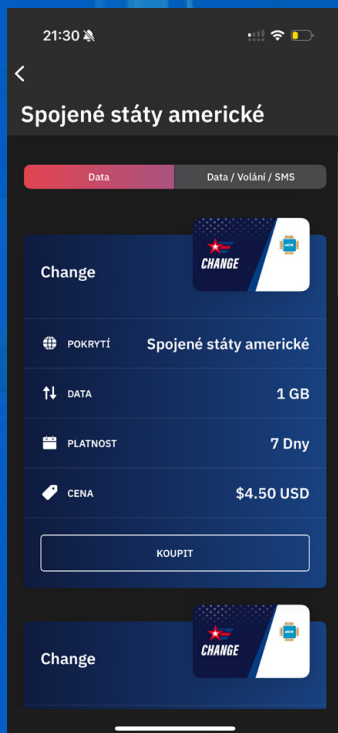 21:30
Spojené státy americké
Data
Data / Volání / SMS
Change
CHANGE
POKRYTÍ Spojené státy americké
DATA 1 GB
PLATNOST 7 Dny
CENA $4.50 USD
KOUPIT
Change
CHANGE